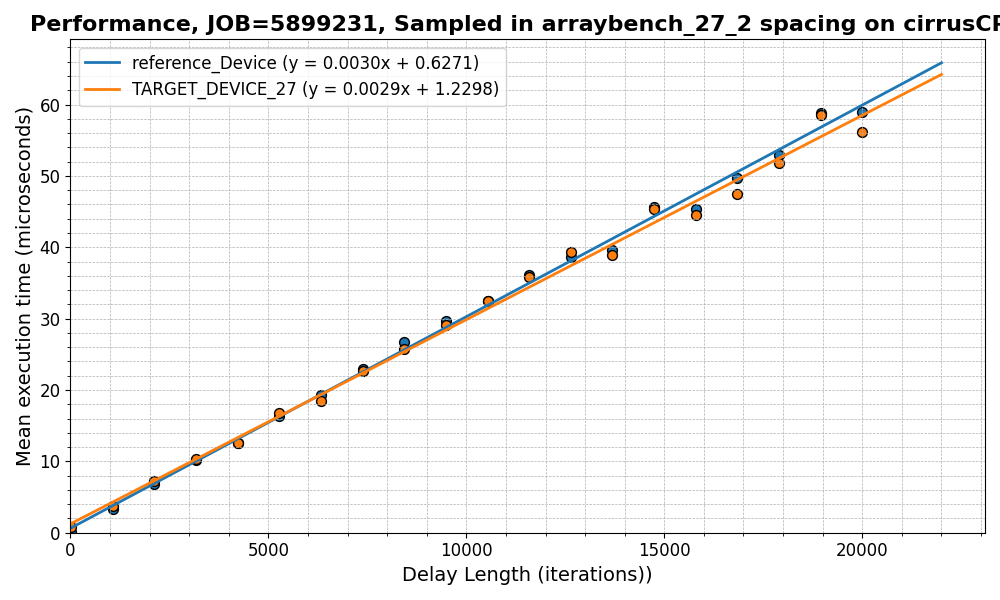 Performance, JOB=5899231, Sampled in arraybench_27_2 spacing on cirrusCP
reference_Device (y = 0.0030x + 0.6271)
TARGET_DEVICE_27 (y = 0.0029x + 1.2298)
Mean execution time (microseconds)
60
50
40
30
20
10
0
0 5000 10000 15000 20000
Delay Length (iterations))